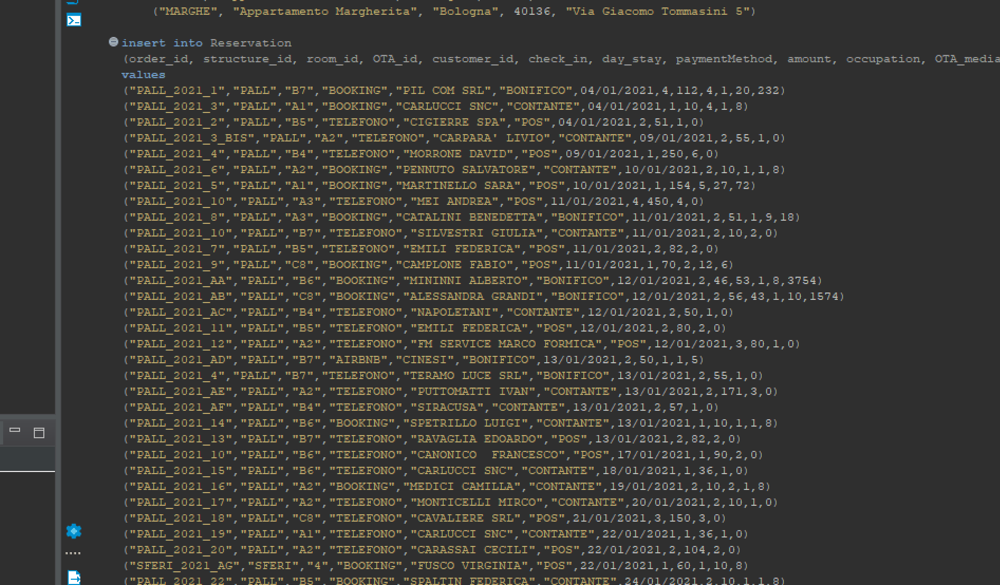 ("MARGHE", "Appartamento Margherita", "Bologna", 40136, "Via Giacomo Tommasini 5")
insert into Reservation
(order_id, structure_id, room_id, OTA_id, customer_id, check_in, day_stay, paymentMethod, amount, occupation, OTA_media
values
("PALL_2021_1","PALL","B7","BOOKING","PIL COM SRL","BONIFICO",04/01/2021,4,112,4,1,20,232)
("PALL_2021_3","PALL","A1","BOOKING","CARLUCCI SNC","CONTANTE",04/01/2021,1,10,4,1,8)
("PALL_2021_2","PALL","B5","TELEFONO","CIGIERRE SPA","POS",04/01/2021,2,51,1,0)
("PALL_2021_3_BIS","PALL","A2","TELEFONO","CARPARA' LIVIO","CONTANTE",09/01/2021,2,55,1,0)
("PALL_2021_4","PALL","B4","TELEFONO","MORRONE DAVID","POS",09/01/2021,1,250,6,0)
("PALL_2021_6","PALL","A2","BOOKING","PENNUTO SALVATORE","CONTANTE",10/01/2021,2,10,1,1,8)
("PALL_2021_5","PALL","A1","BOOKING","MARTINELLO SARA","POS",10/01/2021,1,154,5,27,72)
("PALL_2021_10","PALL","A3","TELEFONO","MEI ANDREA","POS",11/01/2021,4,450,4,0)
("PALL_2021_8","PALL","A3","BOOKING","CATALINI BENEDETTA","BONIFICO",11/01/2021,2,51,1,9,18)
("PALL_2021_10","PALL","B7","TELEFONO","SILVESTRI GIULIA","CONTANTE",11/01/2021,2,10,2,0)
("PALL_2021_7","PALL","B5","TELEFONO","EMILI FEDERICA","POS",11/01/2021,2,82,2,0)
("PALL_2021_9","PALL","C8","BOOKING","CAMPLONE FABIO","POS",11/01/2021,1,70,2,12,6)
("PALL_2021_AA","PALL","B6","BOOKING","MININNI ALBERTO","BONIFICO",12/01/2021,2,46,53,1,8,3754)
("PALL_2021_AB","PALL","C8","BOOKING","ALESSANDRA GRANDI","BONIFICO",12/01/2021,2,56,43,1,10,1574)
("PALL_2021_AC","PALL","B4","TELEFONO","NAPOLETANI","CONTANTE",12/01/2021,2,50,1,0)
("PALL_2021_11","PALL","B5","TELEFONO","EMILI FEDERICA","POS",12/01/2021,2,80,2,0)
("PALL_2021_12","PALL","A2","TELEFONO","FM SERVICE MARCO FORMICA","POS",12/01/2021,3,80,1,0)
("PALL_2021_AD","PALL","B7","AIRBNB","CINESI","BONIFICO",13/01/2021,2,50,1,1,5)
("PALL_2021_4","PALL","B7","TELEFONO","TERAMO LUCE SRL","BONIFICO",13/01/2021,2,55,1,0)
("PALL_2021_AE","PALL","A2","TELEFONO","PUTTOMATTI IVAN","CONTANTE",13/01/2021,2,171,3,0)
("PALL_2021_AF","PALL","B4","TELEFONO","SIRACUSA","CONTANTE",13/01/2021,2,57,1,0)
("PALL_2021_14","PALL","B6","BOOKING","SPETRILLO LUIGI","CONTANTE",13/01/2021,1,10,1,1,8)
("PALL_2021_13","PALL","B7","TELEFONO","RAVAGLIA EDOARDO","POS",13/01/2021,2,82,2,0)
("PALL_2021_10","PALL","B6","TELEFONO","CANONICO  FRANCESCO","POS",17/01/2021,1,90,2,0)
("PALL_2021_15","PALL","B6","TELEFONO","CARLUCCI SNC","CONTANTE",18/01/2021,1,36,1,0)
("PALL_2021_16","PALL","A2","BOOKING","MEDICI CAMILLA","CONTANTE",19/01/2021,2,10,2,1,8)
("PALL_2021_17","PALL","A2","TELEFONO","MONTICELLI MIRCO","CONTANTE",20/01/2021,2,10,1,0)
("PALL_2021_18","PALL","C8","TELEFONO","CAVALIERE SRL","POS",21/01/2021,3,150,3,0)
("PALL_2021_19","PALL","A1","TELEFONO","CARLUCCI SNC","CONTANTE",22/01/2021,1,36,1,0)
("PALL_2021_20","PALL","A2","TELEFONO","CARASSAI CECILI","POS",22/01/2021,2,104,2,0)
("SFERI_2021_AG","SFERI","4","BOOKING","FUSCO VIRGINIA","POS",22/01/2021,1,60,1,10,8)
("PALL_2021_22","PALL","B5","BOOKING","SPALTIN FEDERICA","CONTANTE",24/01/2021,2,10,1,1,8)